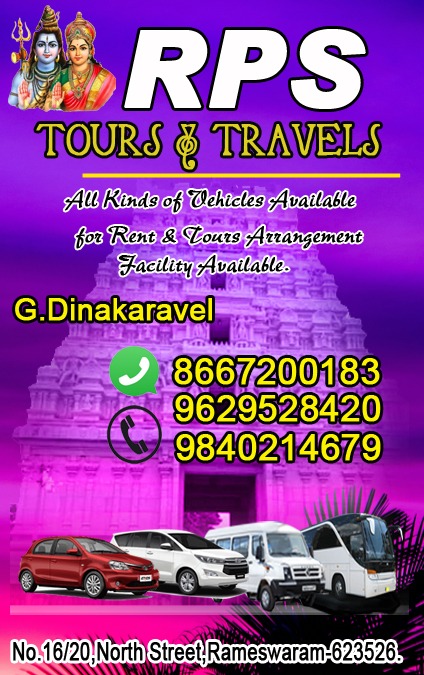 RPS
TOURS & TRAVELS
All Kinds of Vehicles Available
for Rent & Tours Arrangement
Facility Available.
G.Dinakaravel
8667200183
9629528420
9840214679
No.16/20,North Street,Rameswaram-623526.